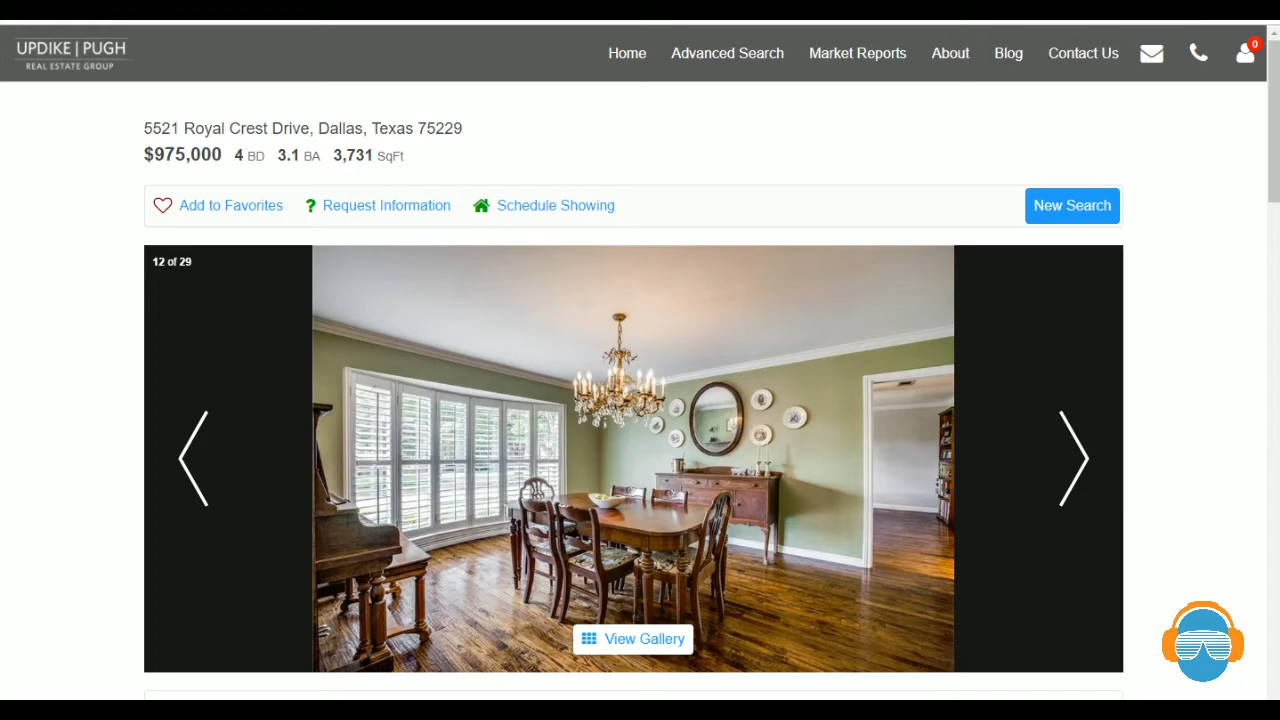 UPDIKE | PUGH
REAL ESTATE GROUP
Home Advanced Search Market Reports About Blog Contact Us 0
5521 Royal Crest Drive, Dallas, Texas 75229
$975,000 4 BD 3.1 BA 3,731 SqFt
Add to Favorites ? Request Information Schedule Showing New Search
12 of 29
View Gallery